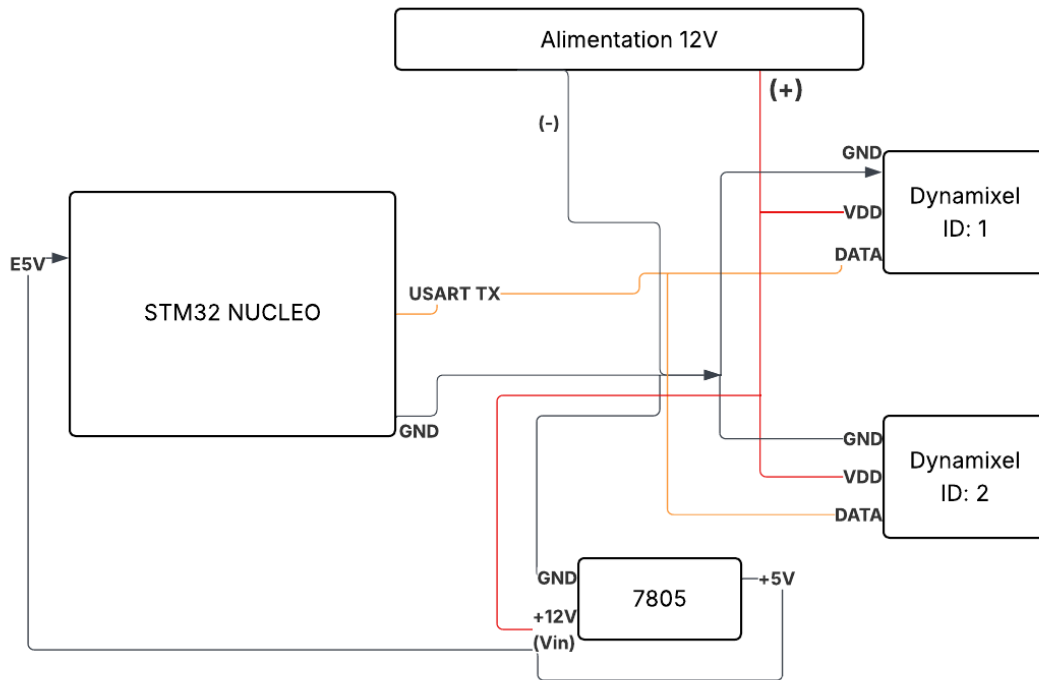 Alimentation 12V
(+)
(-)
GND
Dynamixel
ID: 1
VDD
DATA
E5V
USART TX
STM32 NUCLEO
GND
GND
Dynamixel
ID: 2
VDD
DATA
GND
7805
+5V
+12V
(Vin)